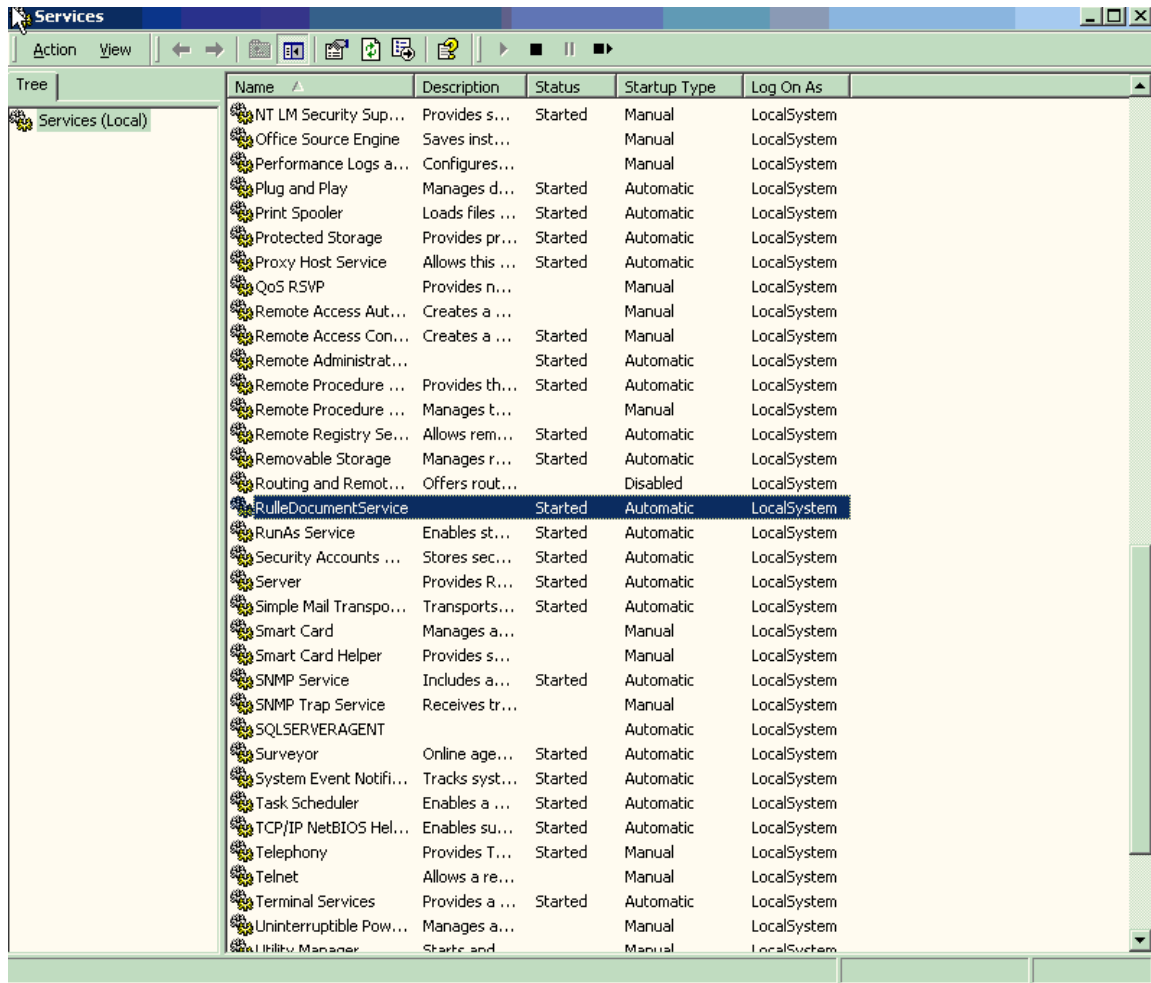 Services
Action View
Tree
Services (Local)
Name Description Status Startup Type Log On As
NT LM Security Sup... Provides s... Started Manual LocalSystem
Office Source Engine Saves inst... Manual LocalSystem
Performance Logs a... Configures... Manual LocalSystem
Plug and Play Manages d... Started Automatic LocalSystem
Print Spooler Loads files ... Started Automatic LocalSystem
Protected Storage Provides pr... Started Automatic LocalSystem
Proxy Host Service Allows this ... Started Automatic LocalSystem
QoS RSVP Provides n... Manual LocalSystem
Remote Access Aut... Creates a ... Manual LocalSystem
Remote Access Con... Creates a ... Started Manual LocalSystem
Remote Administrat... Started Automatic LocalSystem
Remote Procedure ... Provides th... Started Automatic LocalSystem
Remote Procedure ... Manages t... Manual LocalSystem
Remote Registry Se... Allows rem... Started Automatic LocalSystem
Removable Storage Manages r... Started Automatic LocalSystem
Routing and Remot... Offers rout... Disabled LocalSystem
RulleDocumentService Started Automatic LocalSystem
RunAs Service Enables st... Started Automatic LocalSystem
Security Accounts ... Stores sec... Started Automatic LocalSystem
Server Provides R... Started Automatic LocalSystem
Simple Mail Transpo... Transports... Started Automatic LocalSystem
Smart Card Manages a... Manual LocalSystem
Smart Card Helper Provides s... Manual LocalSystem
SNMP Service Includes a... Started Automatic LocalSystem
SNMP Trap Service Receives tr... Manual LocalSystem
SQLSERVERAGENT Automatic LocalSystem
Surveyor Online age... Started Automatic LocalSystem
System Event Notifi... Tracks syst... Started Automatic LocalSystem
Task Scheduler Enables a ... Started Automatic LocalSystem
TCP/IP NetBIOS Hel... Enables su... Started Automatic LocalSystem
Telephony Provides T... Started Manual LocalSystem
Telnet Allows a re... Manual LocalSystem
Terminal Services Provides a ... Started Automatic LocalSystem
Uninterruptible Pow... Manages a... Manual LocalSystem
Utility Manager Starts and Manual LocalSystem